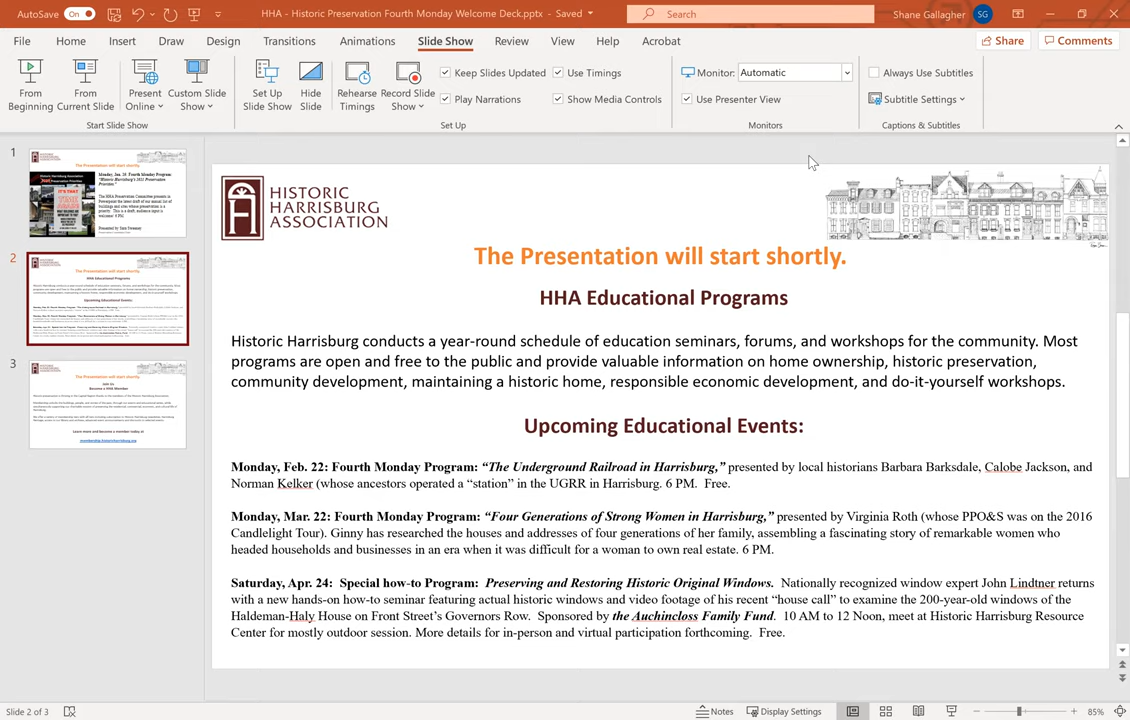 AutoSave On HHA - Historic Preservation Fourth Monday Welcome Deck.pptx - Saved Search Shane Gallagher SG
File Home Insert Draw Design Transitions Animations Slide Show Review View Help Acrobat Share Comments
From Beginning
From Current Slide
Present Online
Custom Slide Show
Set Up Slide Show
Hide Slide
Rehearse Timings
Record Slide Show
Keep Slides Updated Use Timings
Play Narrations Show Media Controls
Monitor: Automatic
Use Presenter View
Always Use Subtitles
Subtitle Settings
Start Slide Show Set Up Monitors Captions & Subtitles
1
2
3
HISTORIC
HARRISBURG
ASSOCIATION
The Presentation will start shortly.
HHA Educational Programs
Historic Harrisburg conducts a year-round schedule of education seminars, forums, and workshops for the community. Most
programs are open and free to the public and provide valuable information on home ownership, historic preservation,
community development, maintaining a historic home, responsible economic development, and do-it-yourself workshops.
Upcoming Educational Events:
Monday, Feb. 22: Fourth Monday Program: “The Underground Railroad in Harrisburg,” presented by local historians Barbara Barksdale, Calobe Jackson, and
Norman Kelker (whose ancestors operated a “station” in the UGRR in Harrisburg. 6 PM. Free.
Monday, Mar. 22: Fourth Monday Program: “Four Generations of Strong Women in Harrisburg,” presented by Virginia Roth (whose PPO&S was on the 2016
Candlelight Tour). Ginny has researched the houses and addresses of four generations of her family, assembling a fascinating story of remarkable women who
headed households and businesses in an era when it was difficult for a woman to own real estate. 6 PM.
Saturday, Apr. 24: Special how-to Program: Preserving and Restoring Historic Original Windows. Nationally recognized window expert John Lindtner returns
with a new hands-on how-to seminar featuring actual historic windows and video footage of his recent “house call” to examine the 200-year-old windows of the
Haldeman-Haly House on Front Street’s Governors Row. Sponsored by the Auchincloss Family Fund. 10 AM to 12 Noon, meet at Historic Harrisburg Resource
Center for mostly outdoor session. More details for in-person and virtual participation forthcoming. Free.
Slide 2 of 3 Notes Display Settings 85%